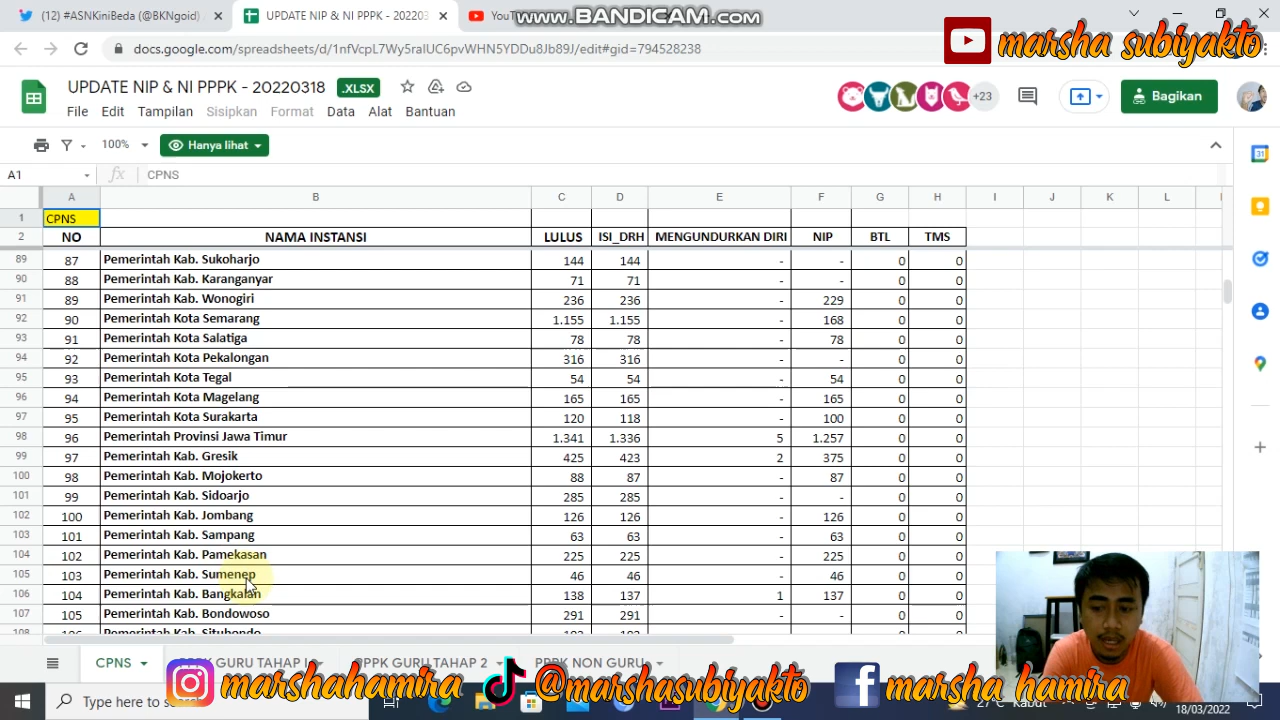 #ASNKiniBeda (@BKNgoid)
UPDATE NIP & NI PPPK - 2022031
www.BANDICAM.com
docs.google.com/spreadsheets/d/1nfVcpL7Wy5ralUC6pvWHN5YDDu8Jb89J/edit#gid=794528238
marsha subiyakto
UPDATE NIP & NI PPPK - 20220318 .XLSX
+23
Bagikan
File Edit Tampilan Sisipkan Format Data Alat Bantuan
100% Hanya lihat
A1 fx CPNS
A B C D E F G H I J K L
1 CPNS
2 NO NAMA INSTANSI LULUS ISI_DRH MENGUNDURKAN DIRI NIP BTL TMS
89 87 Pemerintah Kab. Sukoharjo 144 144 - - 0 0
90 88 Pemerintah Kab. Karanganyar 71 71 - - 0 0
91 89 Pemerintah Kab. Wonogiri 236 236 - 229 0 0
92 90 Pemerintah Kota Semarang 1.155 1.155 - 168 0 0
93 91 Pemerintah Kota Salatiga 78 78 - 78 0 0
94 92 Pemerintah Kota Pekalongan 316 316 - - 0 0
95 93 Pemerintah Kota Tegal 54 54 - 54 0 0
96 94 Pemerintah Kota Magelang 165 165 - 165 0 0
97 95 Pemerintah Kota Surakarta 120 118 - 100 0 0
98 96 Pemerintah Provinsi Jawa Timur 1.341 1.336 5 1.257 0 0
99 97 Pemerintah Kab. Gresik 425 423 2 375 0 0
100 98 Pemerintah Kab. Mojokerto 88 87 - 87 0 0
101 99 Pemerintah Kab. Sidoarjo 285 285 - - 0 0
102 100 Pemerintah Kab. Jombang 126 126 - 126 0 0
103 101 Pemerintah Kab. Sampang 63 63 - 63 0 0
104 102 Pemerintah Kab. Pamekasan 225 225 - 225 0 0
105 103 Pemerintah Kab. Sumenep 46 46 - 46 0 0
106 104 Pemerintah Kab. Bangkalan 138 137 1 137 0 0
107 105 Pemerintah Kab. Bondowoso 291 291 - - 0 0
108 Pemerintah Kab. Situbondo
CPNS GURU TAHAP PPPK GURU TAHAP 2 PPPK NON GURU
marshahamira @marshasubiyakto marsha hamira
Type here to
18/03/2022